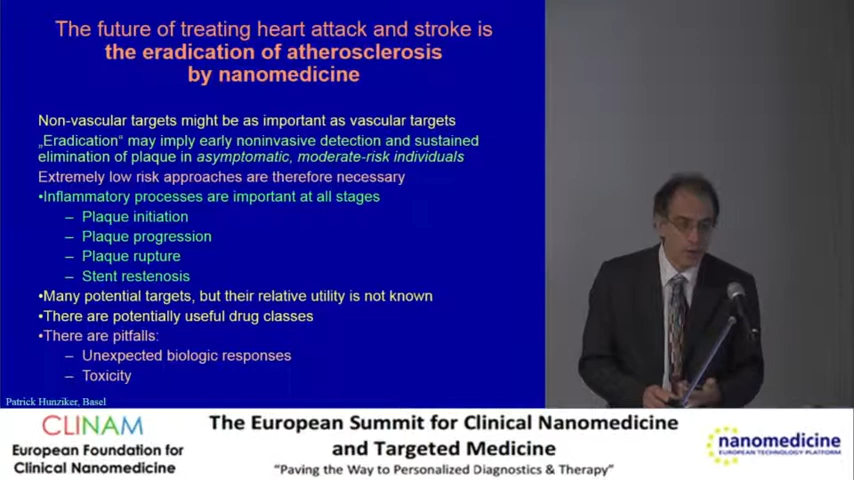 The future of treating heart attack and stroke is
the eradication of atherosclerosis
by nanomedicine
Non-vascular targets might be as important as vascular targets
„Eradication“ may imply early noninvasive detection and sustained
elimination of plaque in asymptomatic, moderate-risk individuals
Extremely low risk approaches are therefore necessary
•Inflammatory processes are important at all stages
– Plaque initiation
– Plaque progression
– Plaque rupture
– Stent restenosis
•Many potential targets, but their relative utility is not known
•There are potentially useful drug classes
•There are pitfalls:
– Unexpected biologic responses
– Toxicity
Patrick Hunziker, Basel
CLINAM
European Foundation for
Clinical Nanomedicine
The European Summit for Clinical Nanomedicine
and Targeted Medicine
"Paving the Way to Personalized Diagnostics & Therapy"
nanomedicine
EUROPEAN TECHNOLOGY PLATFORM